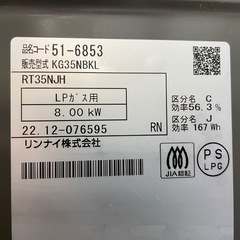 品名コード 51-6853
販売型式 KG35NBKL
RT35NJH
LPガス用
8.00 kW
22.12-076595 RN
リンナイ株式会社
区分名 C
効率56.3 %
区分名 J
効率 167 Wh
JIA認証
PS
LPG